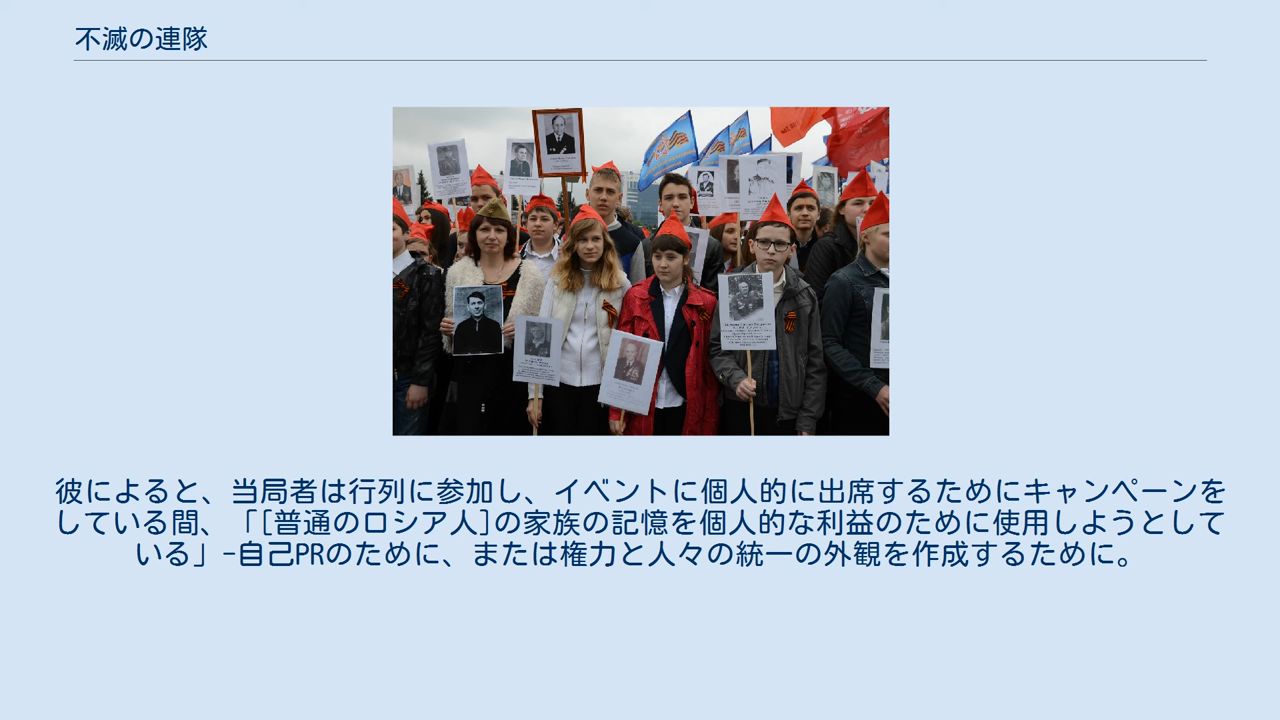 不滅の連隊
彼によると、当局者は行列に参加し、イベントに個人的に出席するためにキャンペーンを
している間、「[普通のロシア人]の家族の記憶を個人的な利益のために使用しようとして
いる」-自己PRのために、または権力と人々の統一の外観を作成するために。